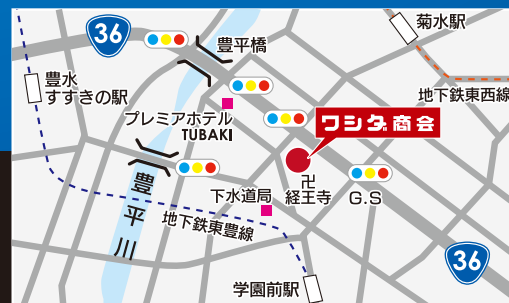 36
豊平橋
菊水駅
豊水
すすきの駅
地下鉄東西線
プレミアホテル
TUBAKI
ワシダ商会
豊平川
下水道局
卍
経王寺
G.S
地下鉄東豊線
36
学園前駅